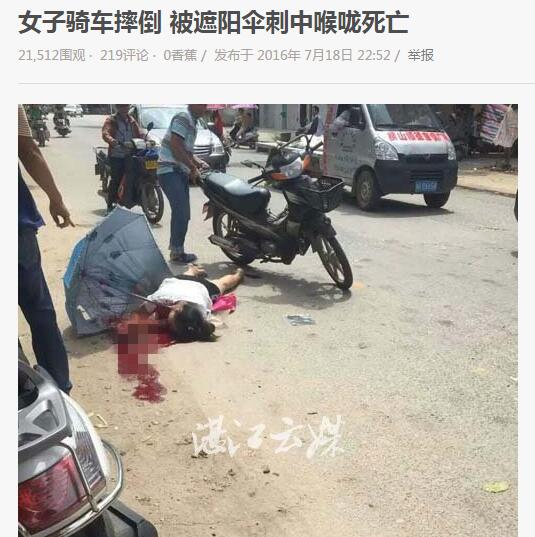 女子骑车摔倒 被遮阳伞刺中喉咙死亡
21,512围观 · 219评论 · 0香蕉 / 发布于 2016年 7月18日 22:52 / 举报
湛江云媒